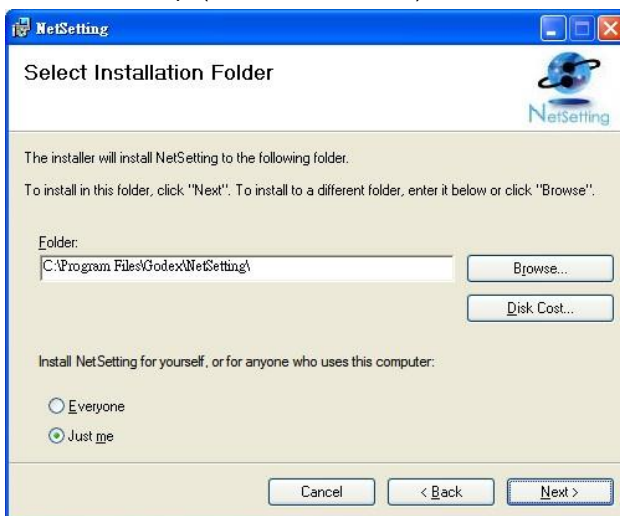 NetSetting
Select Installation Folder
NetSetting
The installer will install NetSetting to the following folder.
To install in this folder, click "Next". To install to a different folder, enter it below or click "Browse".
Folder:
C:\Program Files\Godex\NetSetting\
Browse...
Disk Cost...
Install NetSetting for yourself, or for anyone who uses this computer:
Everyone
Just me
Cancel
< Back
Next >